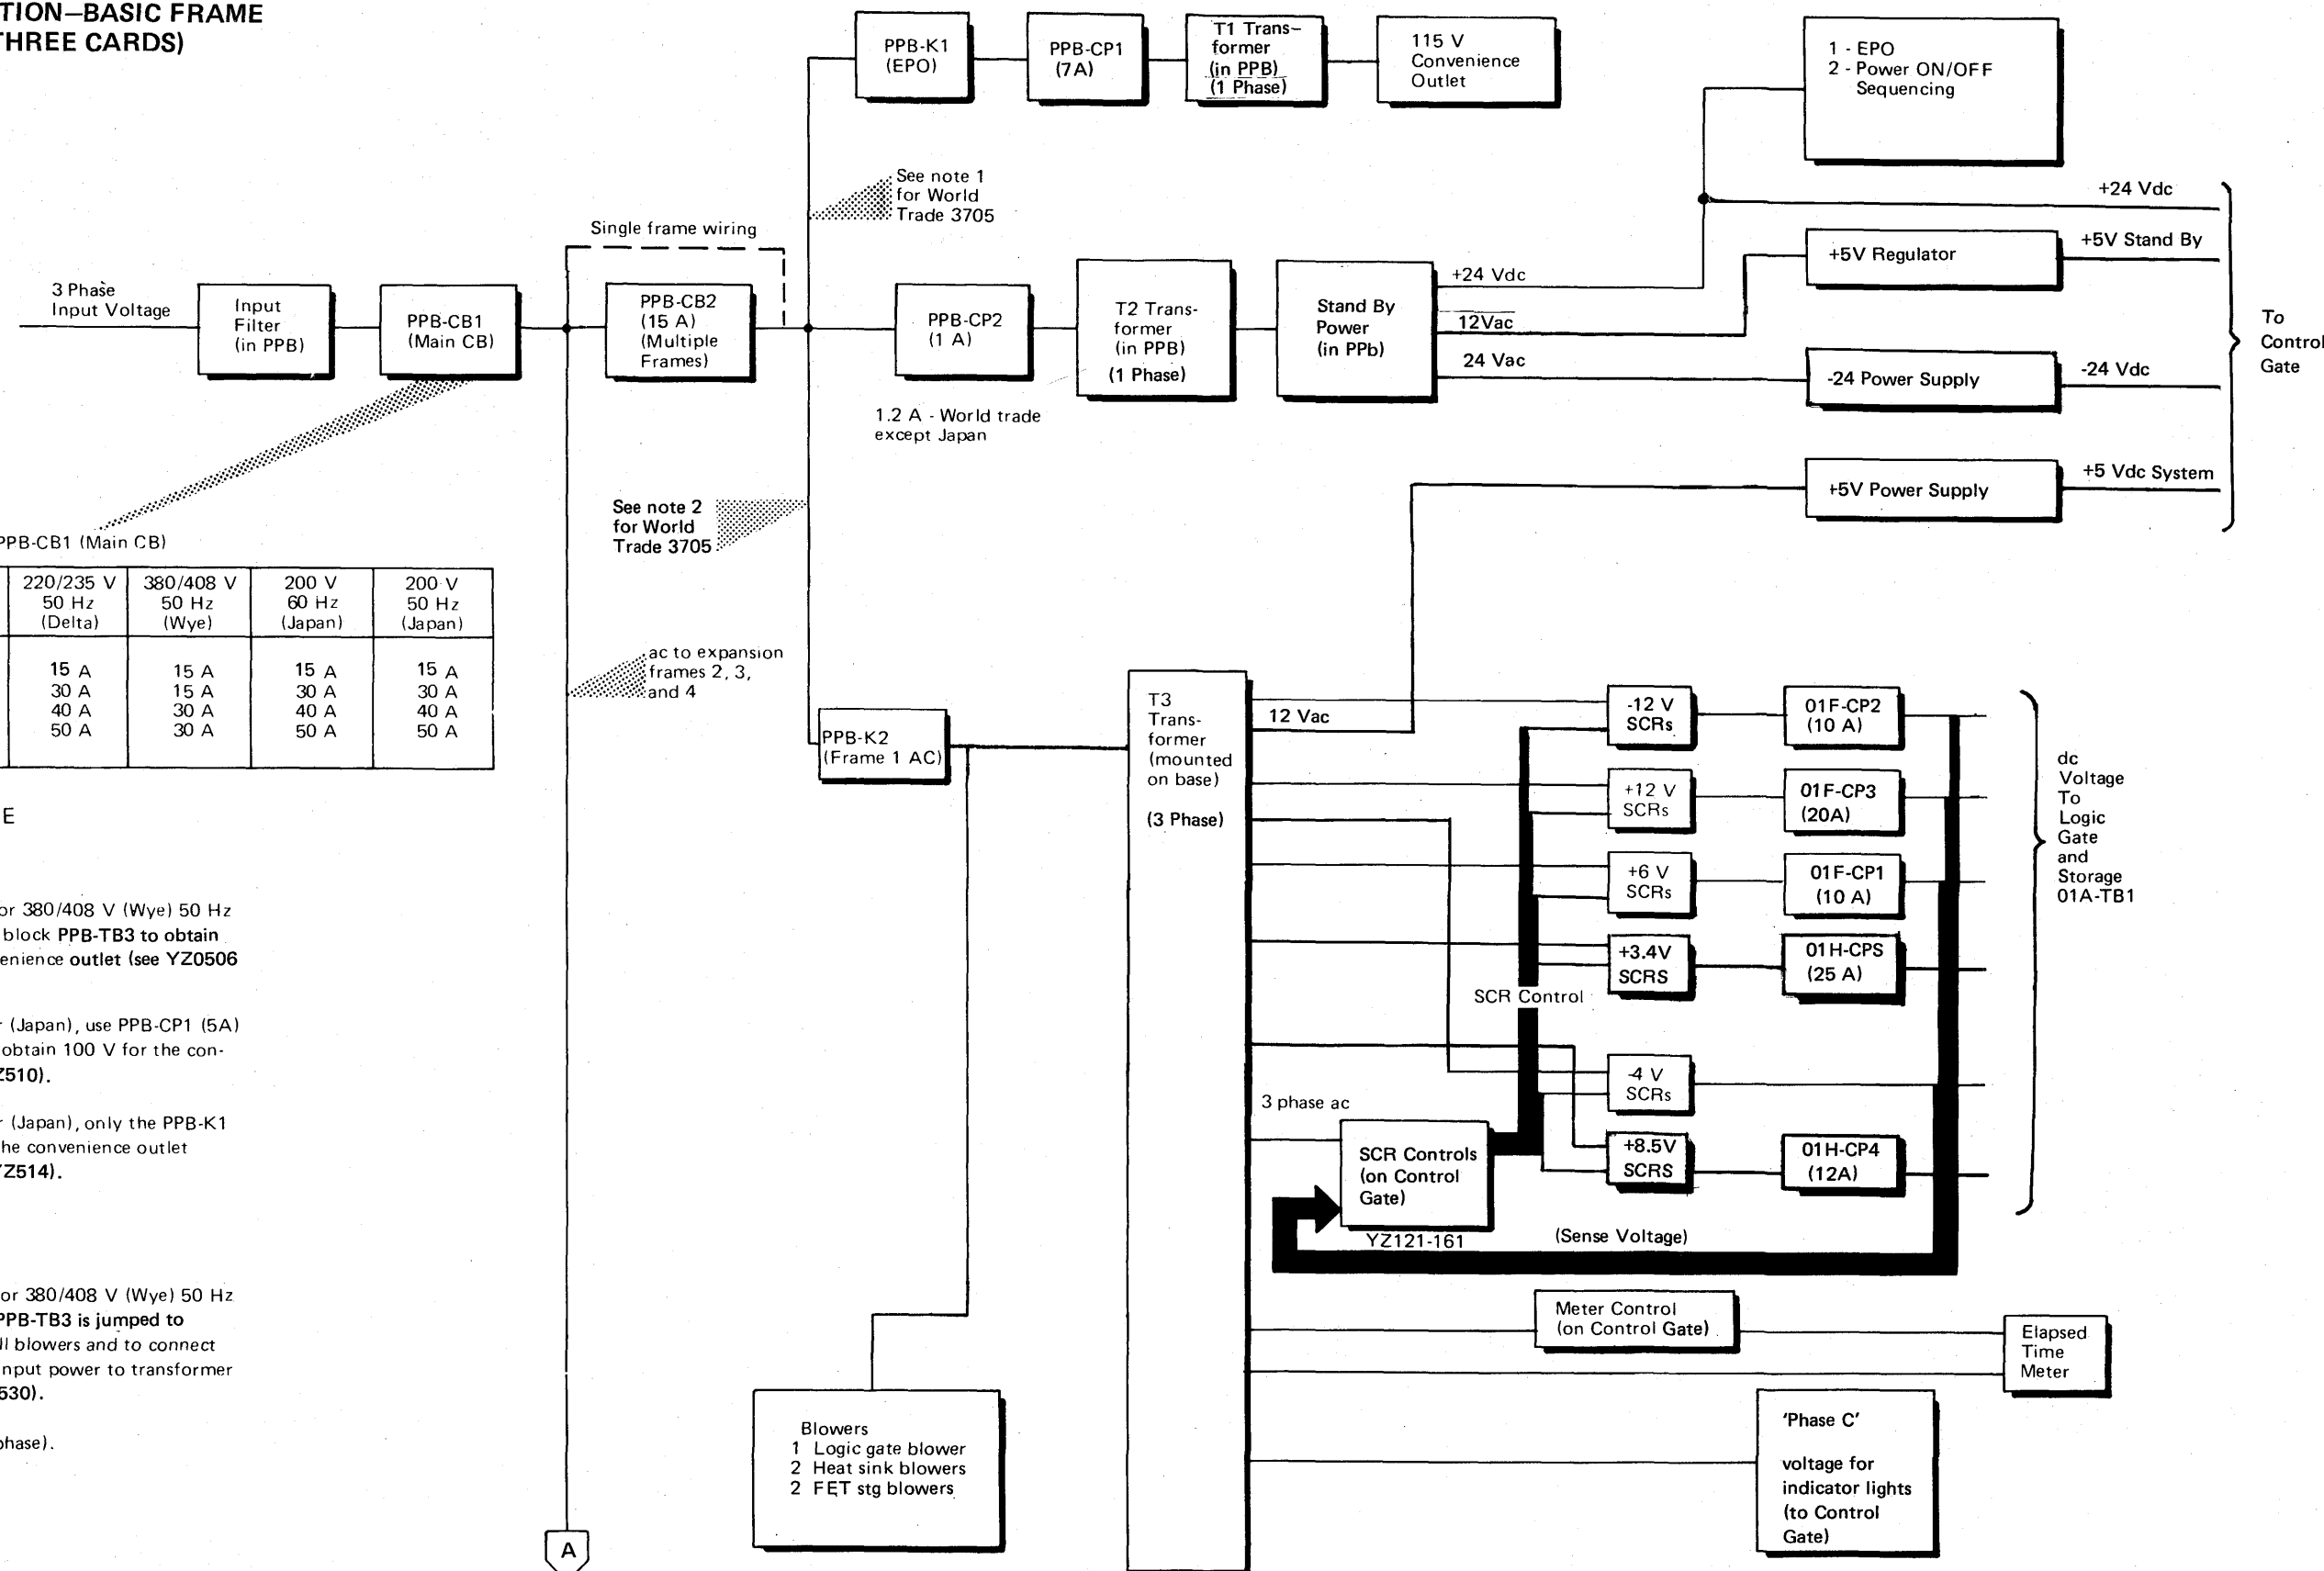 TION—BASIC FRAME
THREE CARDS)
PPB-K1
(EPO)
PPB-CP1
(7A)
T1 Trans—
former
(in PPB)
(1 Phase)
115 V
Convenience
Outlet
1 - EPO
2 - Power ON/OFF
Sequencing
See note 1
for World
Trade 3705
+24 Vdc
Single frame wiring
3 Phase
Input Voltage
Input
Filter
(in PPB)
PPB-CB1
(Main CB)
PPB-CB2
(15 A)
(Multiple
Frames)
PPB-CP2
(1 A)
T2 Trans-
former
(in PPB)
(1 Phase)
Stand By
Power
(in PPb)
+24 Vdc
12Vac
24 Vac
+5V Regulator
+5V Stand By
-24 Power Supply
-24 Vdc
To
Control
Gate
1.2 A - World trade
except Japan
+5V Power Supply
+5 Vdc System
See note 2
for World
Trade 3705
PPB-CB1 (Main CB)
220/235 V 380/408 V 200 V 200 V
50 Hz 50 Hz 60 Hz 50 Hz
(Delta) (Wye) (Japan) (Japan)
15 A 15 A 15 A 15 A
30 A 15 A 30 A 30 A
40 A 30 A 40 A 40 A
50 A 30 A 50 A 50 A
ac to expansion
frames 2, 3,
and 4
PPB-K2
(Frame 1 AC)
T3
Trans-
former
(mounted
on base)
(3 Phase)
12 Vac
-12 V
SCRs
01F-CP2
(10 A)
+12 V
SCRs
01F-CP3
(20A)
+6 V
SCRs
01F-CP1
(10 A)
+3.4V
SCRS
01H-CPS
(25 A)
SCR Control
-4 V
SCRs
+8.5V
SCRS
01H-CP4
(12A)
dc
Voltage
To
Logic
Gate
and
Storage
01A-TB1
3 phase ac
SCR Controls
(on Control
Gate)
YZ121-161
(Sense Voltage)
E
or 380/408 V (Wye) 50 Hz
block PPB-TB3 to obtain
enience outlet (see YZ0506
r (Japan), use PPB-CP1 (5A)
obtain 100 V for the con-
Z510).
r (Japan), only the PPB-K1
he convenience outlet
YZ514).
or 380/408 V (Wye) 50 Hz
PPB-TB3 is jumped to
ll blowers and to connect
nput power to transformer
530).
phase).
Meter Control
(on Control Gate)
Elapsed
Time
Meter
Blowers
1 Logic gate blower
2 Heat sink blowers
2 FET stg blowers
'Phase C'
voltage for
indicator lights
(to Control
Gate)
A